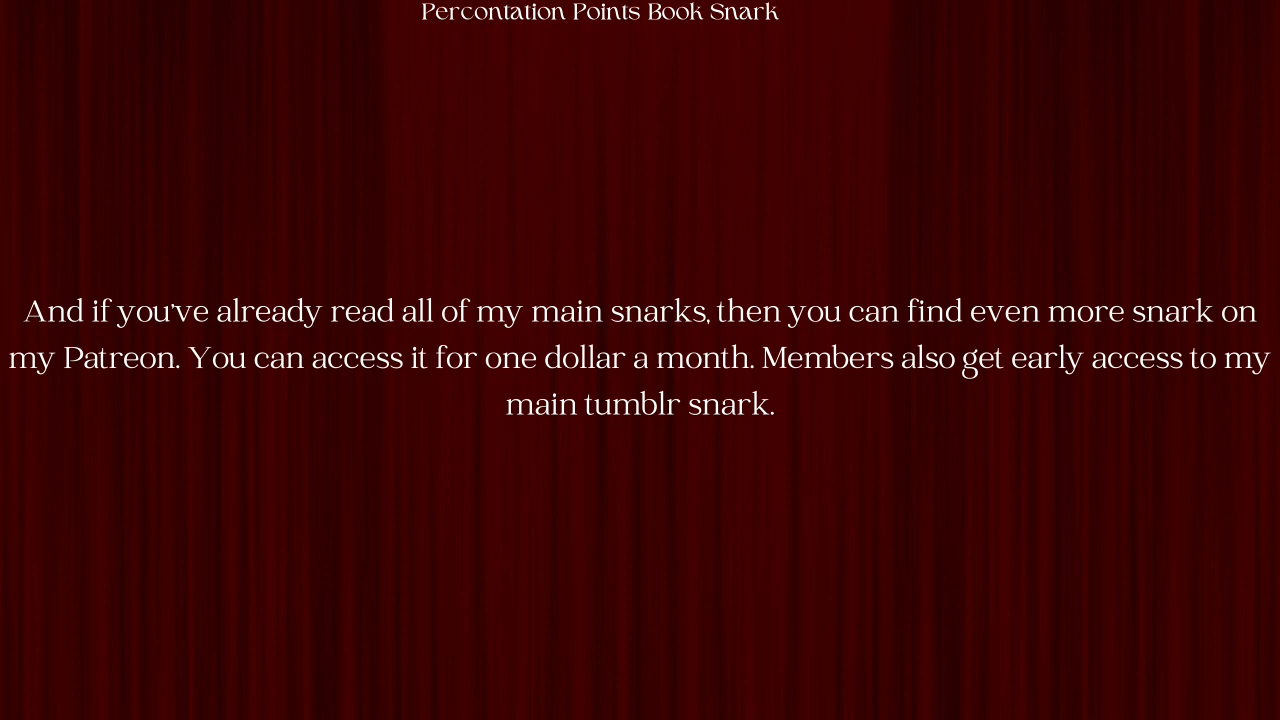 Percontation Points Book Snark
And if you've already read all of my main snarks, then you can find even more snark on
my Patreon. You can access it for one dollar a month. Members also get early access to my
main tumblr snark.